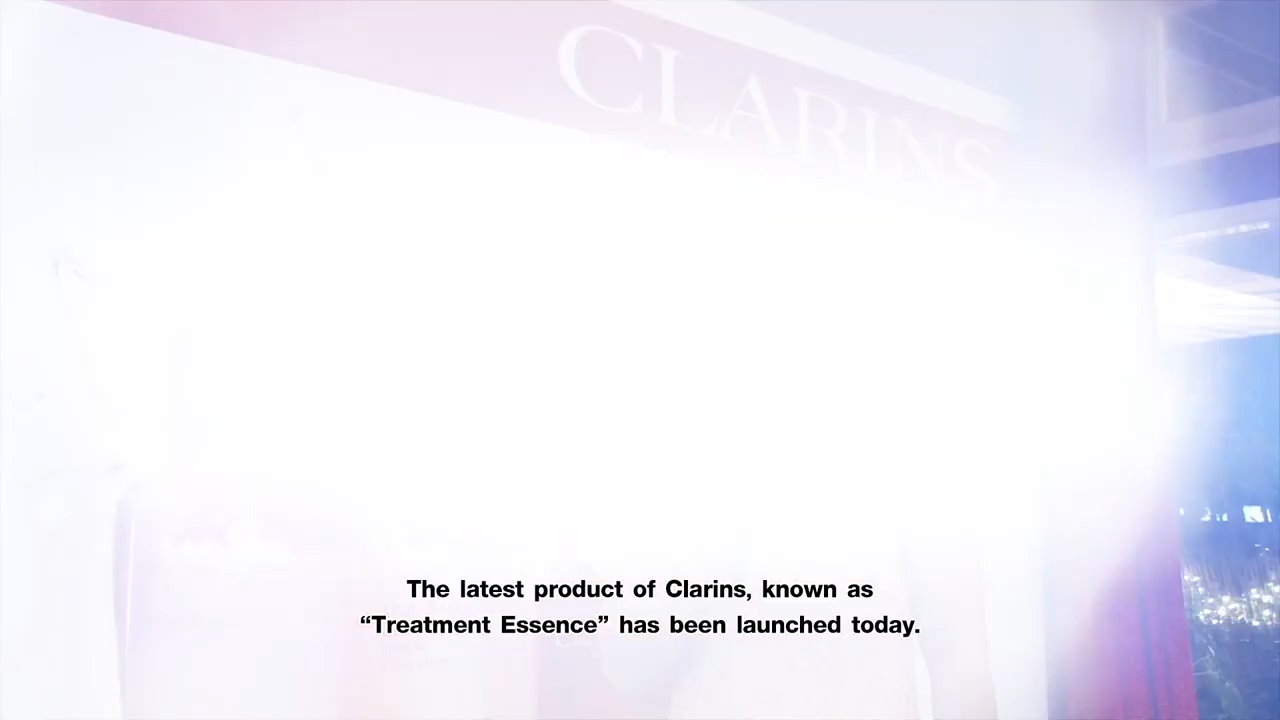 CLARINS
The latest product of Clarins, known as
“Treatment Essence” has been launched today.